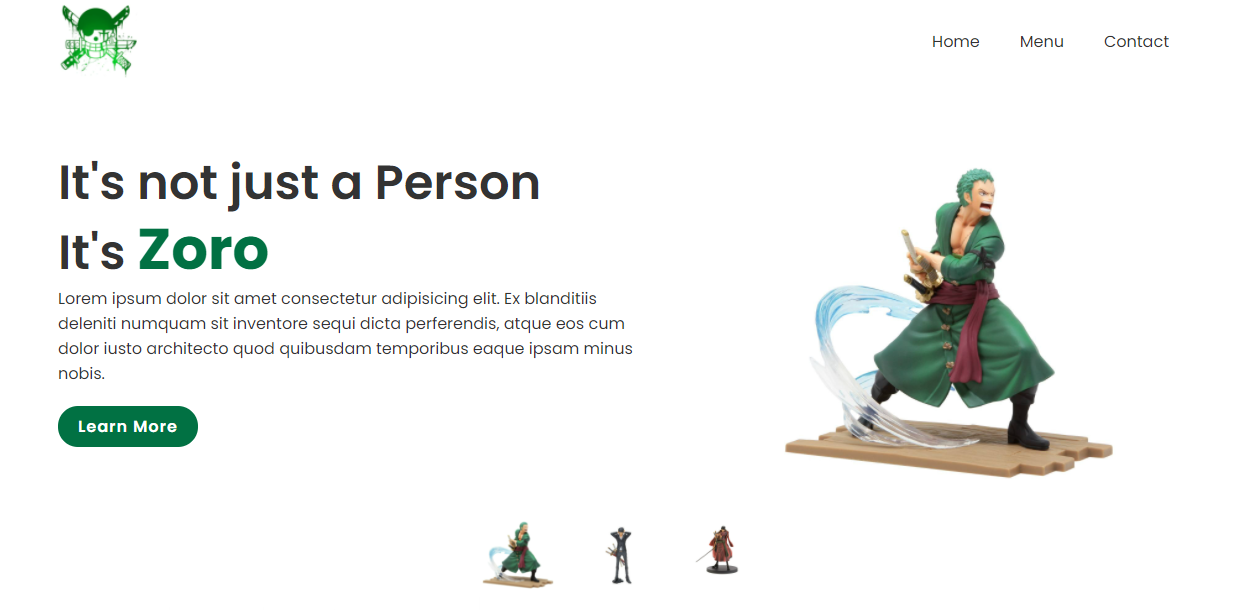 Home
Menu
Contact
It's not just a Person
It's Zoro
Lorem ipsum dolor sit amet consectetur adipisicing elit. Ex blanditiis
deleniti numquam sit inventore sequi dicta perferendis, atque eos cum
dolor iusto architecto quod quibusdam temporibus eaque ipsam minus
nobis.
Learn More